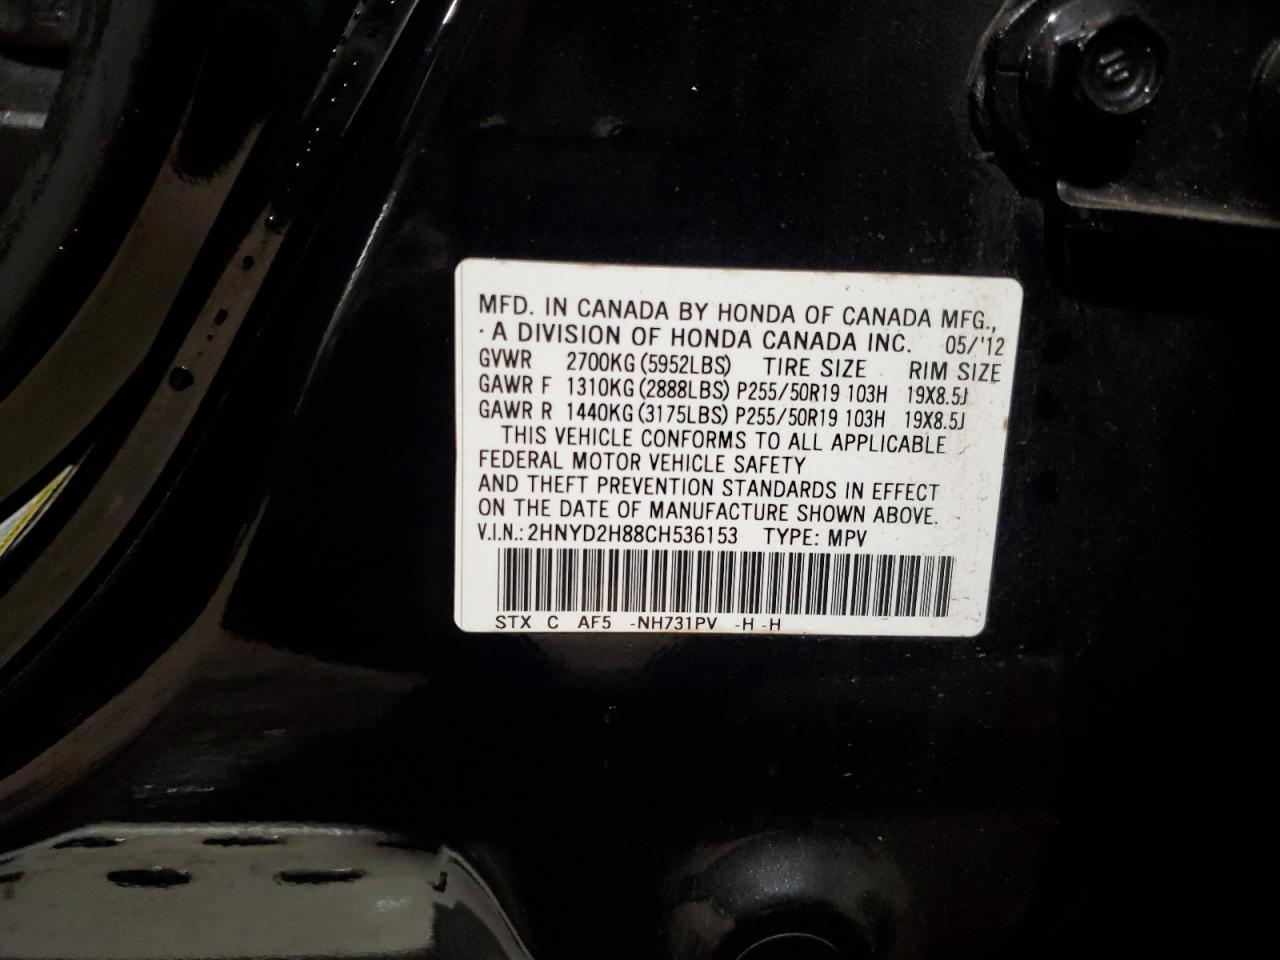 MFD. IN CANADA BY HONDA OF CANADA MFG.,
· A DIVISION OF HONDA CANADA INC. 05/'12
GVWR 2700KG (5952LBS) TIRE SIZE RIM SIZE
GAWR F 1310KG (2888LBS) P255/50R19 103H 19X8.5J
GAWR R 1440KG (3175LBS) P255/50R19 103H 19X8.5J
THIS VEHICLE CONFORMS TO ALL APPLICABLE
FEDERAL MOTOR VEHICLE SAFETY
AND THEFT PREVENTION STANDARDS IN EFFECT
ON THE DATE OF MANUFACTURE SHOWN ABOVE.
V.I.N.: 2HNYD2H88CH536153 TYPE: MPV
STX C AF5 -NH731PV -H -H